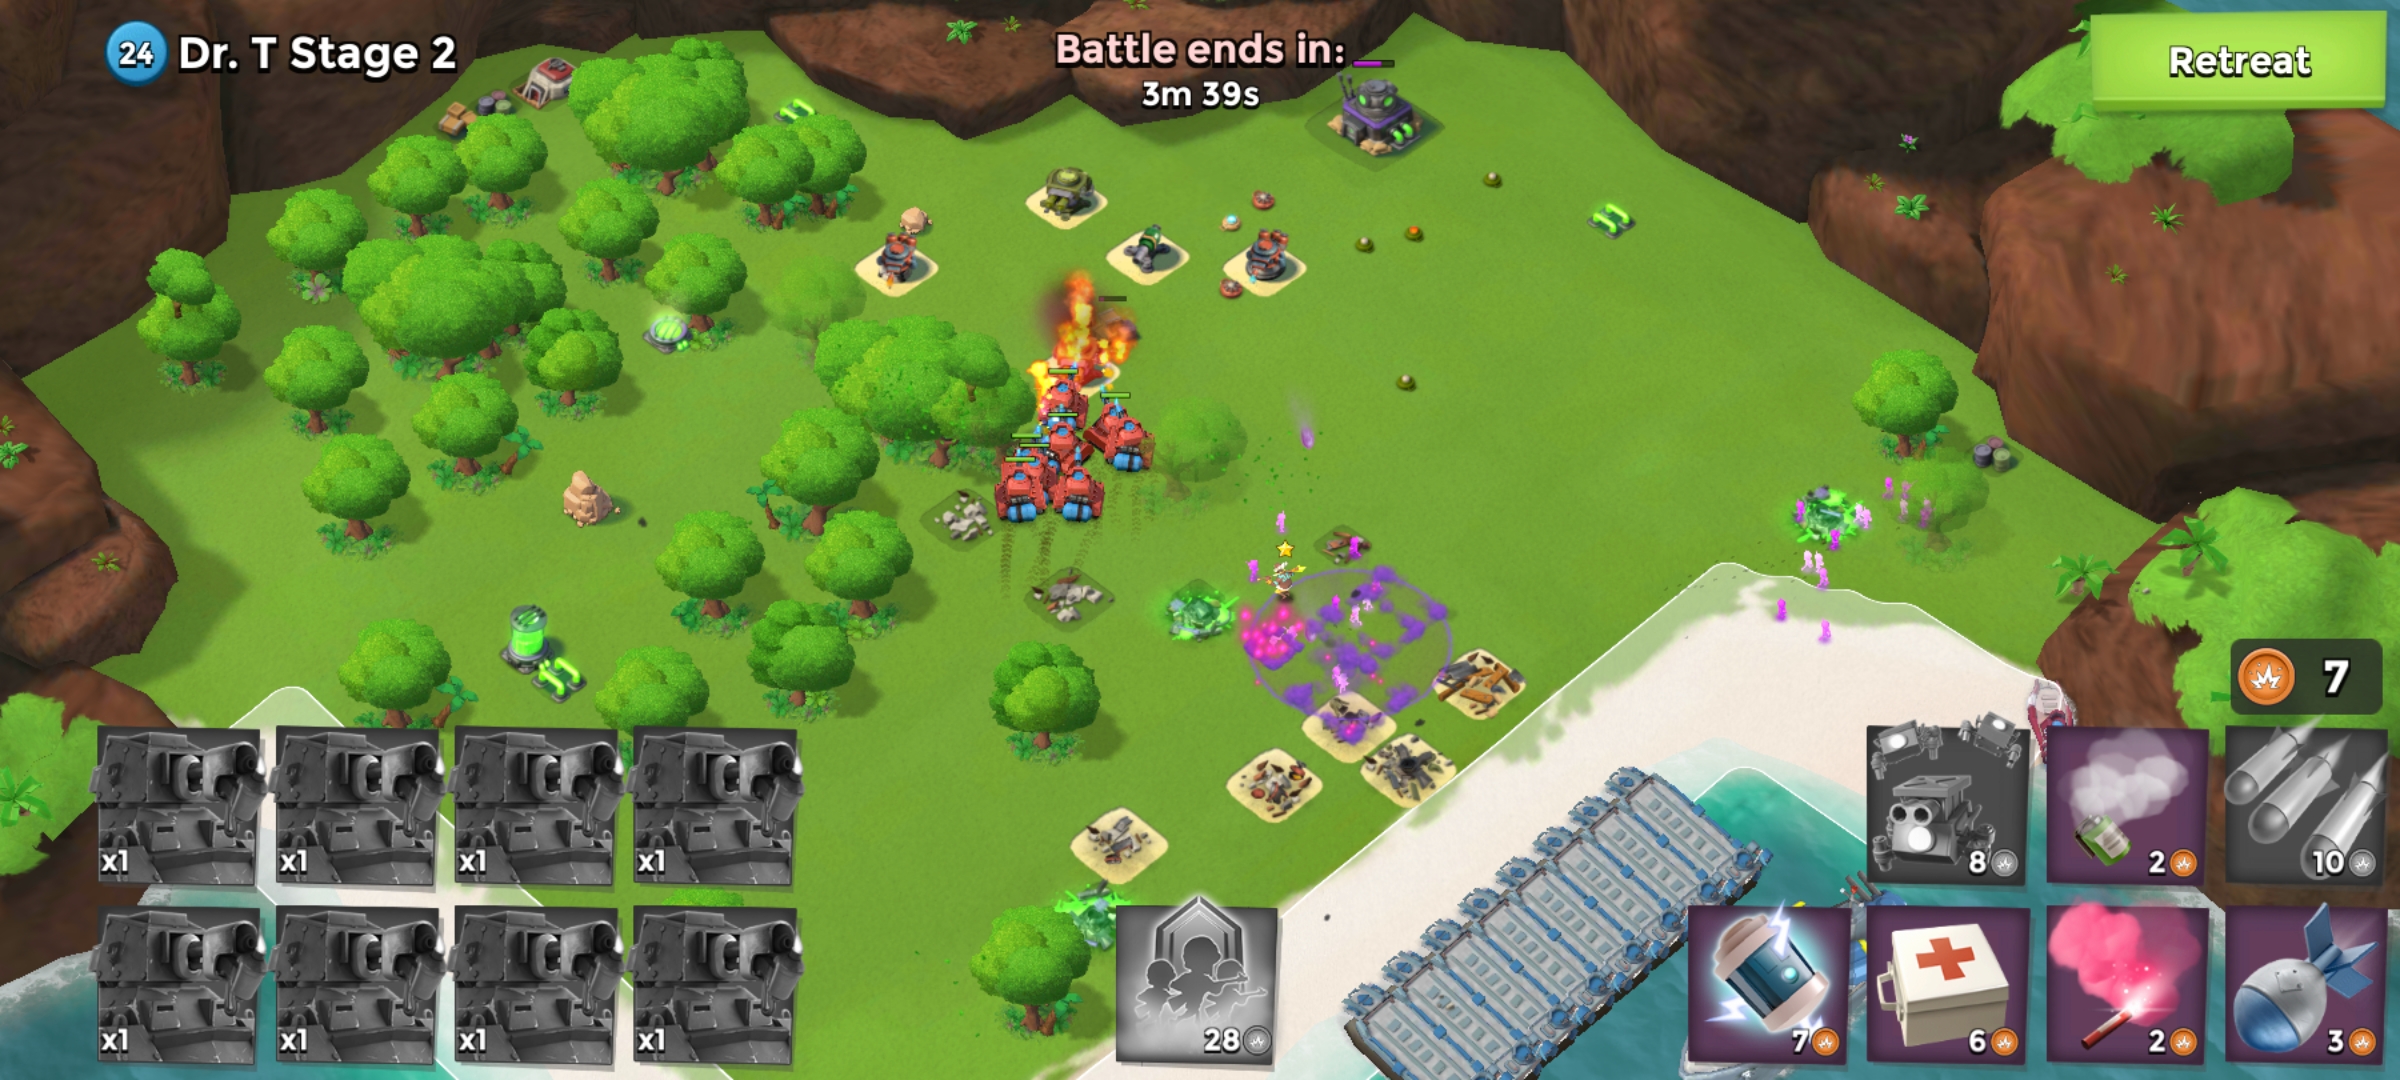 24 Dr. T Stage 2
Battle ends in:
3m 39s
Retreat
7
x1 x1 x1 x1
8 2 10
x1 x1 x1 x1
28 7 6 2 3